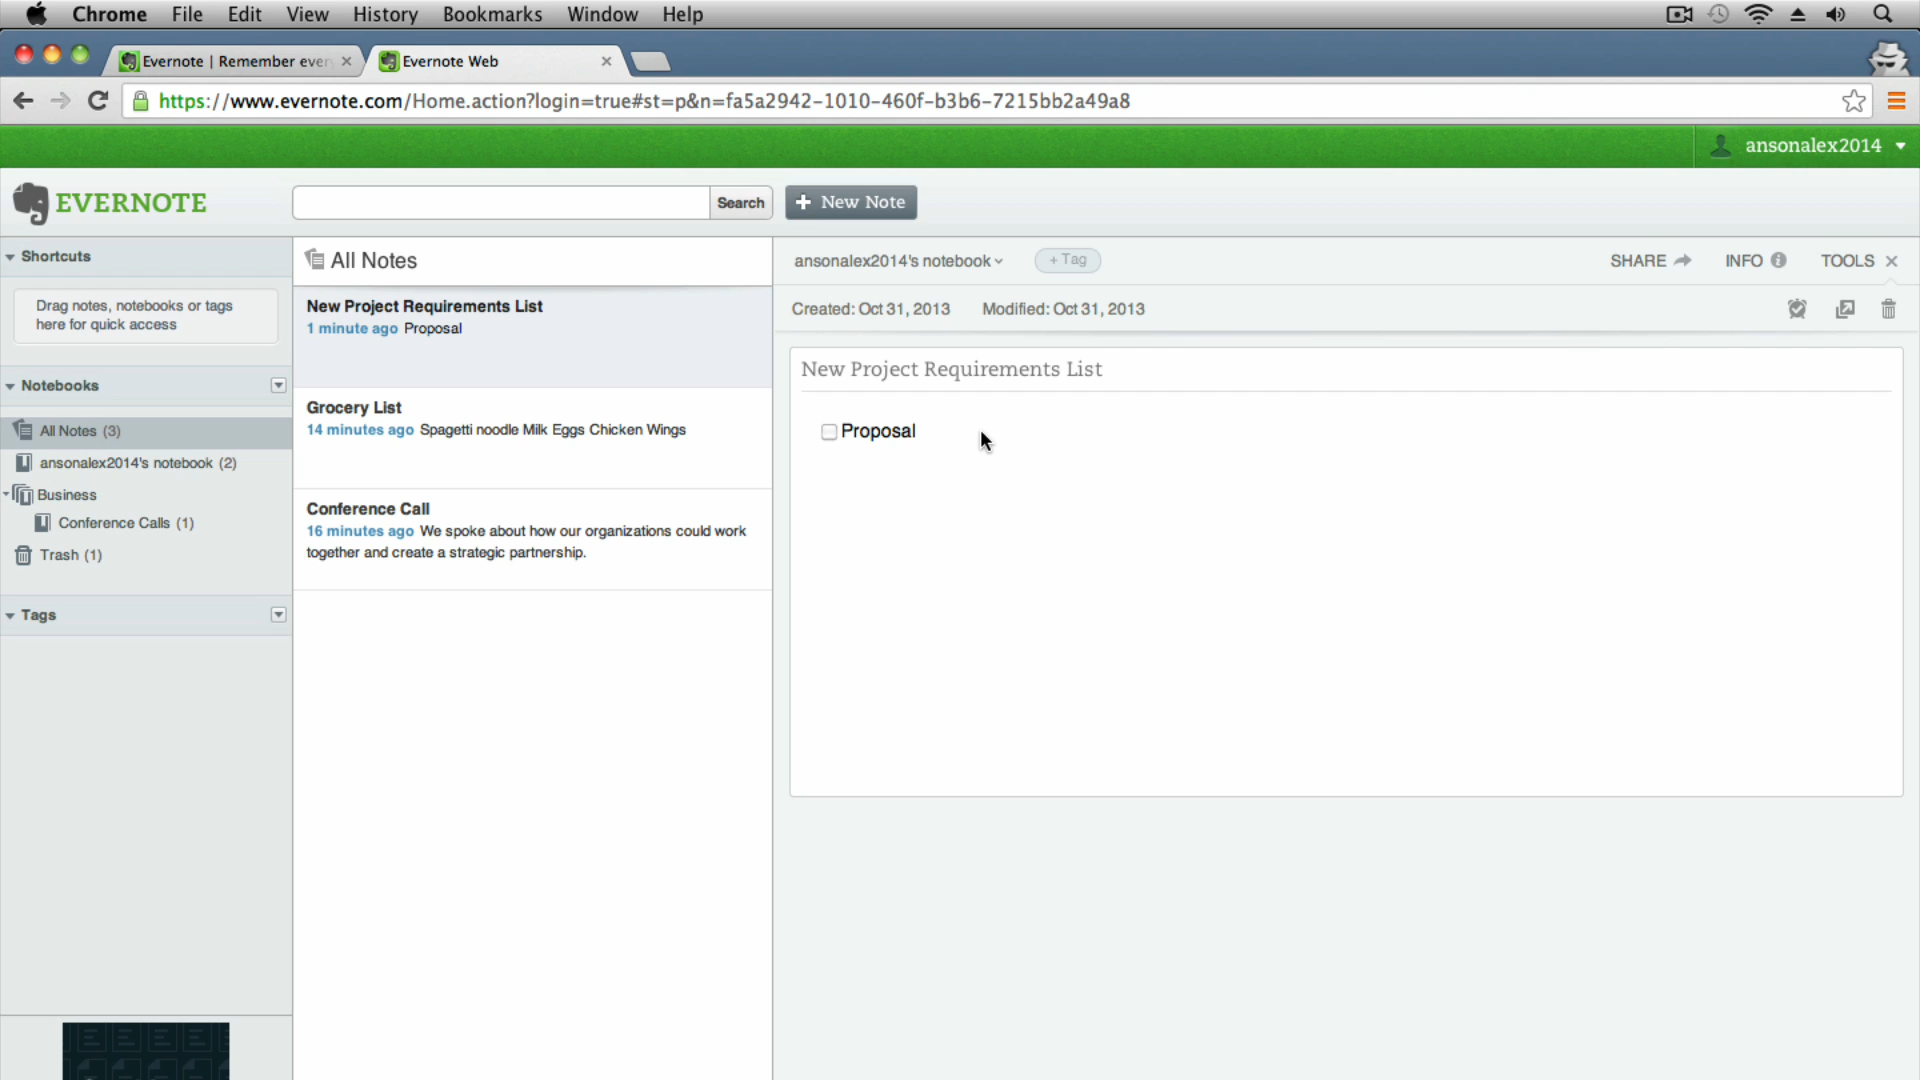 Chrome File Edit View History Bookmarks Window Help
Evernote | Remember ever
Evernote Web
https://www.evernote.com/Home.action?login=true#st=p&n=fa5a2942-1010-460f-b3b6-7215bb2a49a8
ansonalex2014
EVERNOTE
Search
+ New Note
Shortcuts
Drag notes, notebooks or tags
here for quick access
Notebooks
All Notes (3)
ansonalex2014's notebook (2)
Business
Conference Calls (1)
Trash (1)
Tags
All Notes
New Project Requirements List
1 minute ago Proposal
Grocery List
14 minutes ago Spagetti noodle Milk Eggs Chicken Wings
Conference Call
16 minutes ago We spoke about how our organizations could work
together and create a strategic partnership.
ansonalex2014's notebook
+ Tag
SHARE
INFO
TOOLS
Created: Oct 31, 2013
Modified: Oct 31, 2013
New Project Requirements List
Proposal